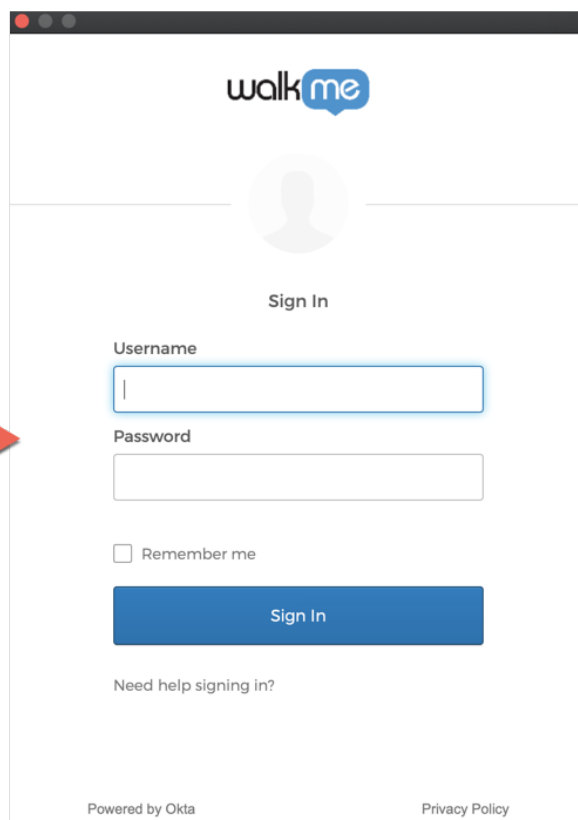 walkme
Sign In
Username
Password
Remember me
Sign In
Need help signing in?
Powered by Okta Privacy Policy